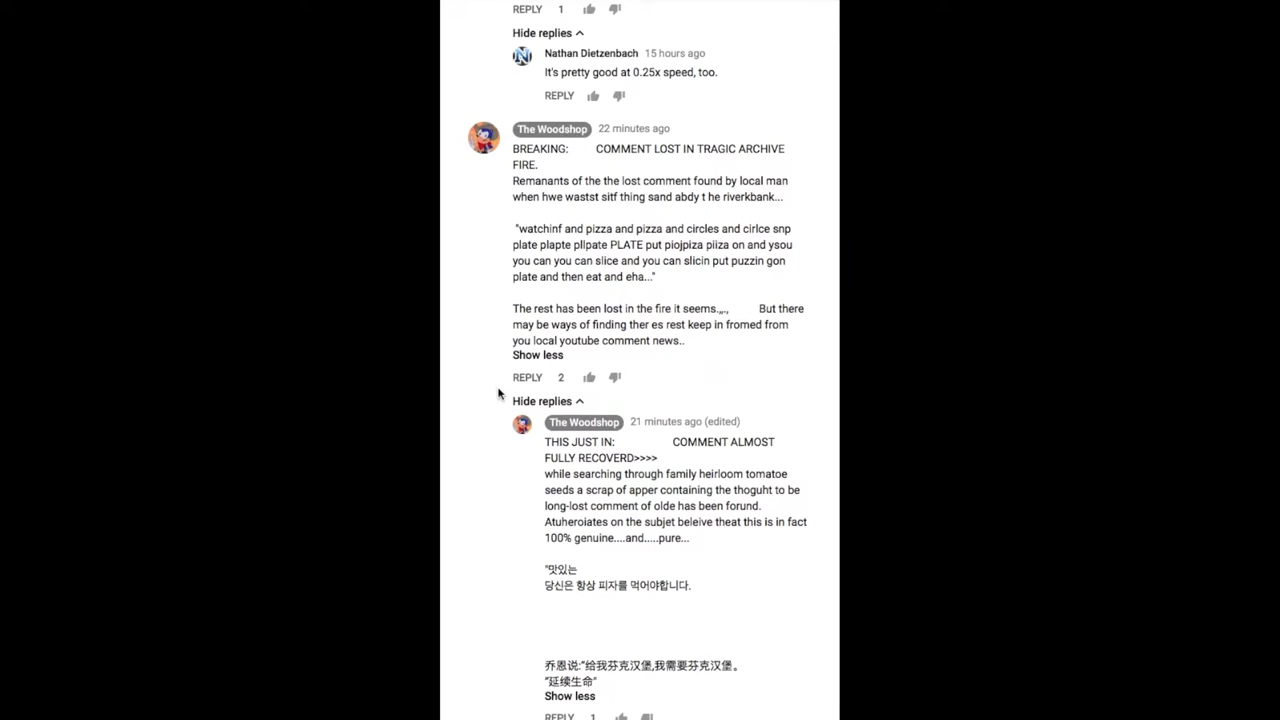 REPLY 1
Hide replies
Nathan Dietzenbach 15 hours ago
It's pretty good at 0.25x speed, too.
REPLY
The Woodshop 22 minutes ago
BREAKING: COMMENT LOST IN TRAGIC ARCHIVE
FIRE.
Remanants of the the lost comment found by local man
when hwe wastst sitf thing sand abdy t he riverkbank...
"watchinf and pizza and pizza and circles and cirlce snp
plate plapte pllpate PLATE put piojpiza piiza on and ysou
you can you can slice and you can slicin put puzzin gon
plate and then eat and eha..."
The rest has been lost in the fire it seems.,,., But there
may be ways of finding ther es rest keep in fromed from
you local youtube comment news..
Show less
REPLY 2
Hide replies
The Woodshop 21 minutes ago (edited)
THIS JUST IN: COMMENT ALMOST
FULLY RECOVERD>>>>
while searching through family heirloom tomatoe
seeds a scrap of apper containing the thoguht to be
long-lost comment of olde has been forund.
Atuheroiates on the subjet beleive theat this is in fact
100% genuine....and.....pure...
"맛있는
당신은 항상 피자를 먹어야합니다.
乔恩说:"给我芬克汉堡,我需要芬克汉堡。
"延续生命"
Show less
REPLY 1